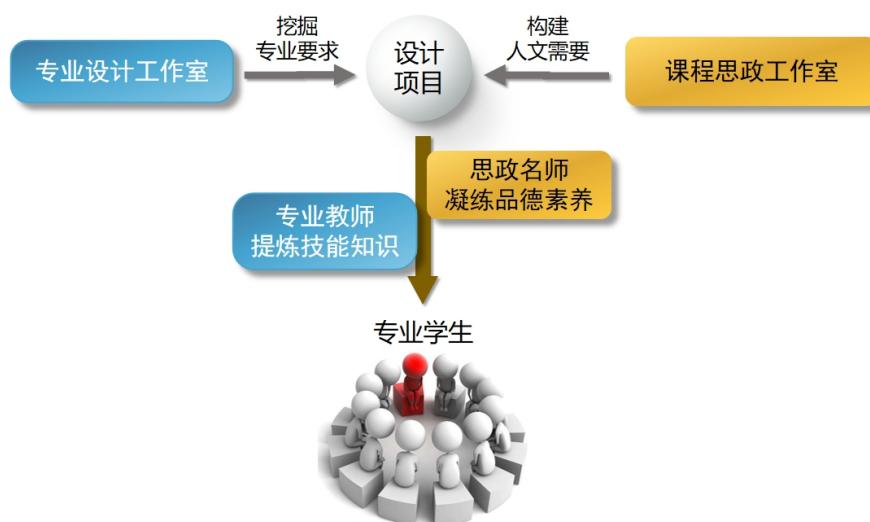 挖掘
专业要求
构建
人文需要
专业设计工作室
设计
项目
课程思政工作室
思政名师
凝练品德素养
专业教师
提炼技能知识
专业学生